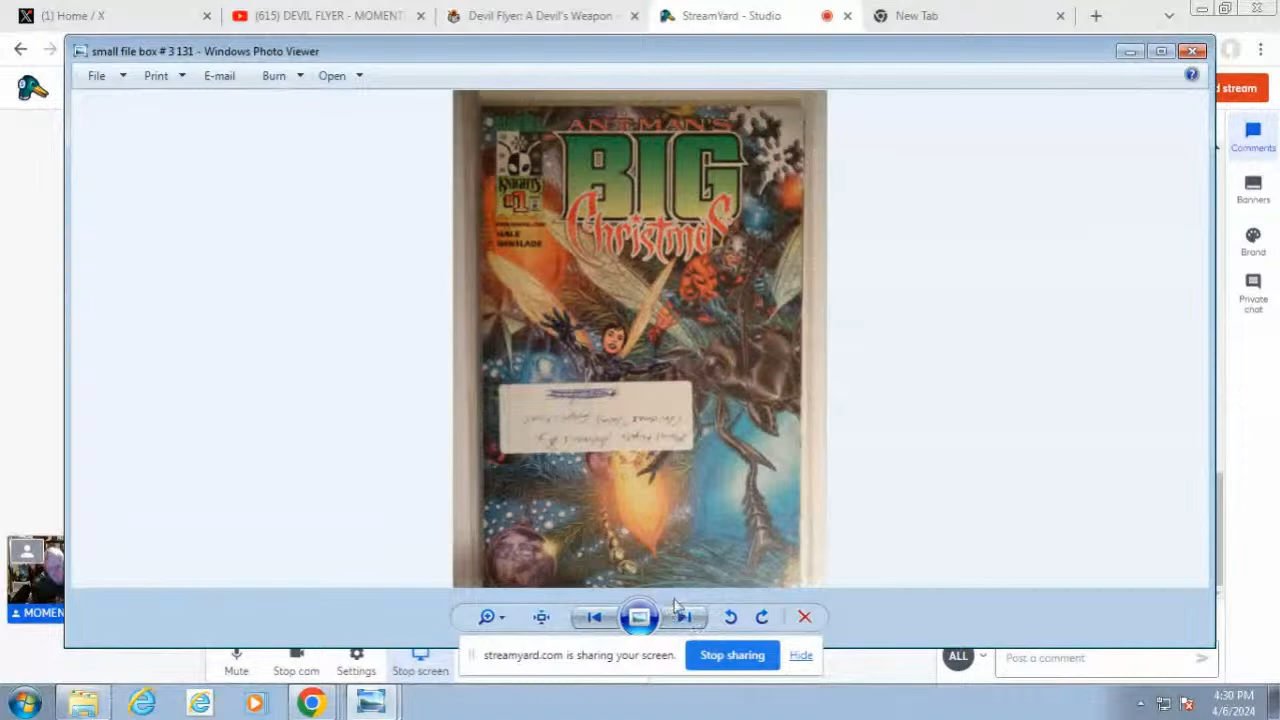 (1) Home / X
(615) DEVIL FLYER - MOMENT
Devil Flyer: A Devil's Weapon
StreamYard - Studio
New Tab
small file box # 3 131 - Windows Photo Viewer
File
Print
E-mail
Burn
Open
d stream
Comments
Banners
Brand
Private
chat
ANT-MAN'S
BIG
Christmas
KNIGHTS
#1
GALE
WINSLADE
MOMEN
Mute
Stop cam
Settings
Stop screen
streamyard.com is sharing your screen.
Stop sharing
Hide
ALL
Post a comment
4:30 PM
4/6/2024